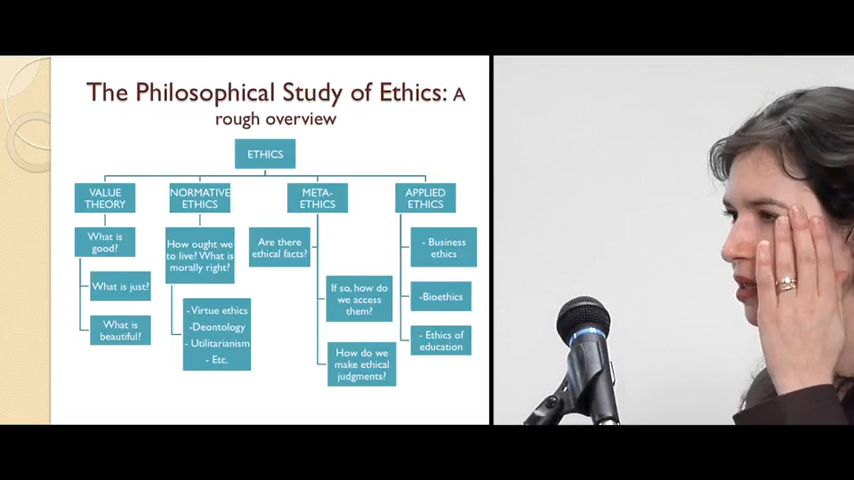 The Philosophical Study of Ethics: A
rough overview
ETHICS
VALUE
THEORY
NORMATIVE
ETHICS
META-
ETHICS
APPLIED
ETHICS
What is
good?
What is just?
What is
beautiful?
How ought we
to live? What is
morally right?
- Virtue ethics
-Deontology
- Utilitarianism
- Etc.
Are there
ethical facts?
If so, how do
we access
them?
How do we
make ethical
judgments?
- Business
ethics
-Bioethics
- Ethics of
education